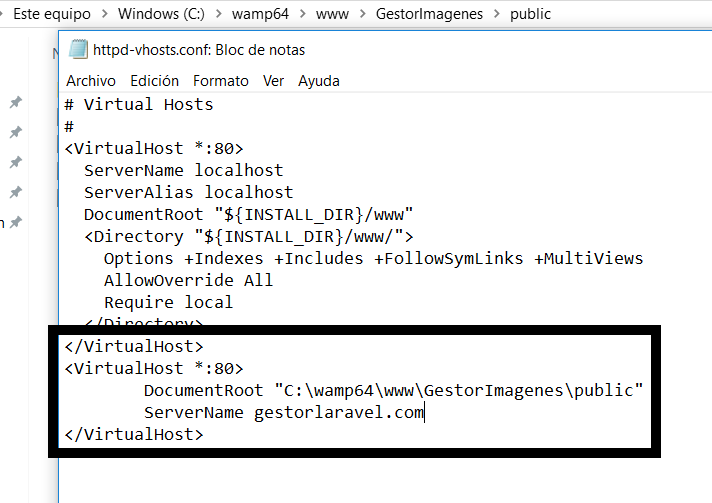 Este equipo > Windows (C:) > wamp64 > www > GestorImagenes > public
httpd-vhosts.conf: Bloc de notas
Archivo Edición Formato Ver Ayuda
# Virtual Hosts
#
<VirtualHost *:80>
  ServerName localhost
  ServerAlias localhost
  DocumentRoot "${INSTALL_DIR}/www"
  <Directory "${INSTALL_DIR}/www/">
    Options +Indexes +Includes +FollowSymLinks +MultiViews
    AllowOverride All
    Require local
  </Directory>
</VirtualHost>
<VirtualHost *:80>
        DocumentRoot "C:\wamp64\www\GestorImagenes\public"
        ServerName gestorlaravel.com
</VirtualHost>